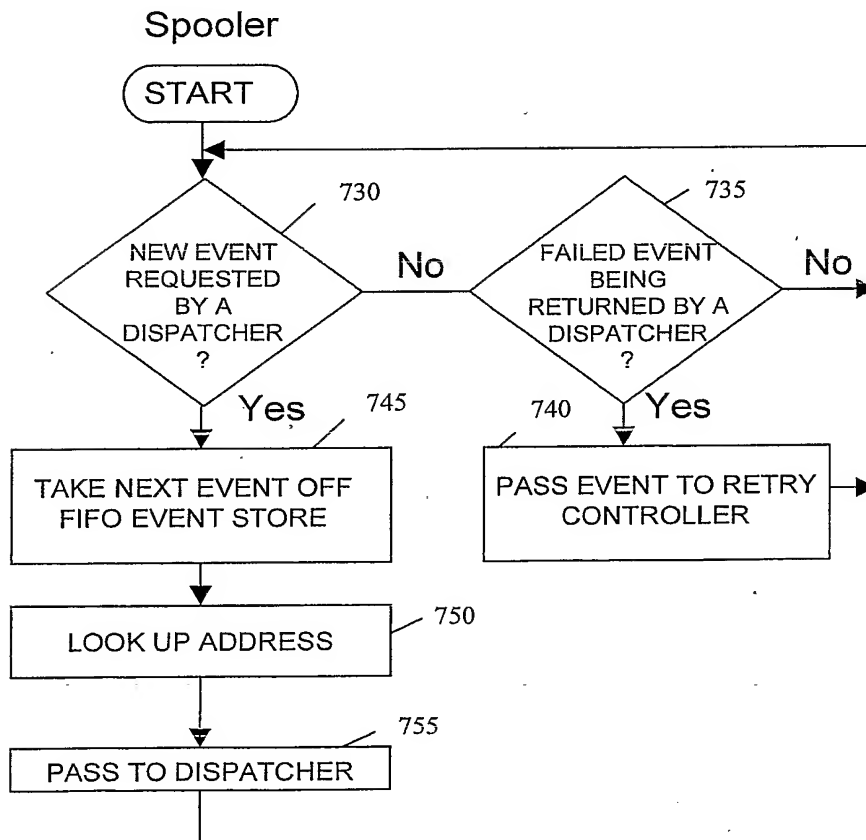 Spooler
START
730
NEW EVENT
REQUESTED
BY A
DISPATCHER
?
No
735
FAILED EVENT
BEING
RETURNED BY A
DISPATCHER
?
No
Yes
745
TAKE NEXT EVENT OFF
FIFO EVENT STORE
740
Yes
PASS EVENT TO RETRY
CONTROLLER
750
LOOK UP ADDRESS
755
PASS TO DISPATCHER